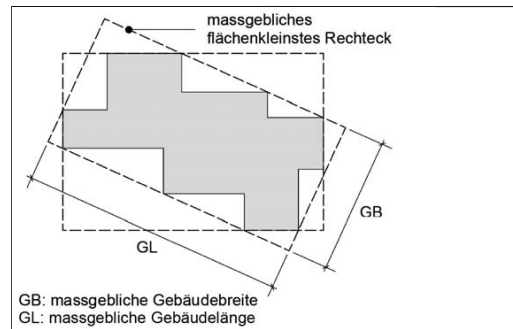 massgebliches
flächenkleinstes Rechteck
GB
GL
GB: massgebliche Gebäudebreite
GL: massgebliche Gebäudelänge